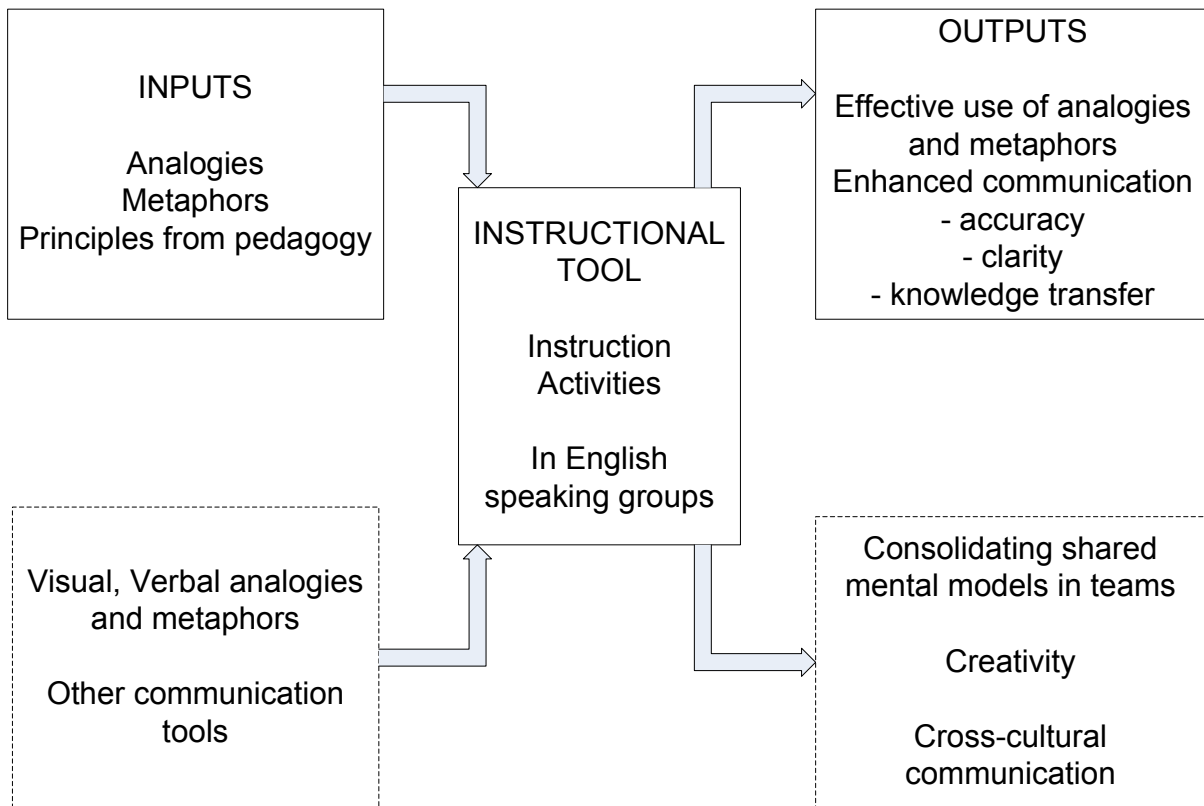 INPUTS
Analogies
Metaphors
Principles from pedagogy
Visual, Verbal analogies
and metaphors
Other communication
tools
INSTRUCTIONAL
TOOL
Instruction
Activities
In English
speaking groups
OUTPUTS
Effective use of analogies
and metaphors
Enhanced communication
- accuracy
- clarity
- knowledge transfer
Consolidating shared
mental models in teams
Creativity
Cross-cultural
communication